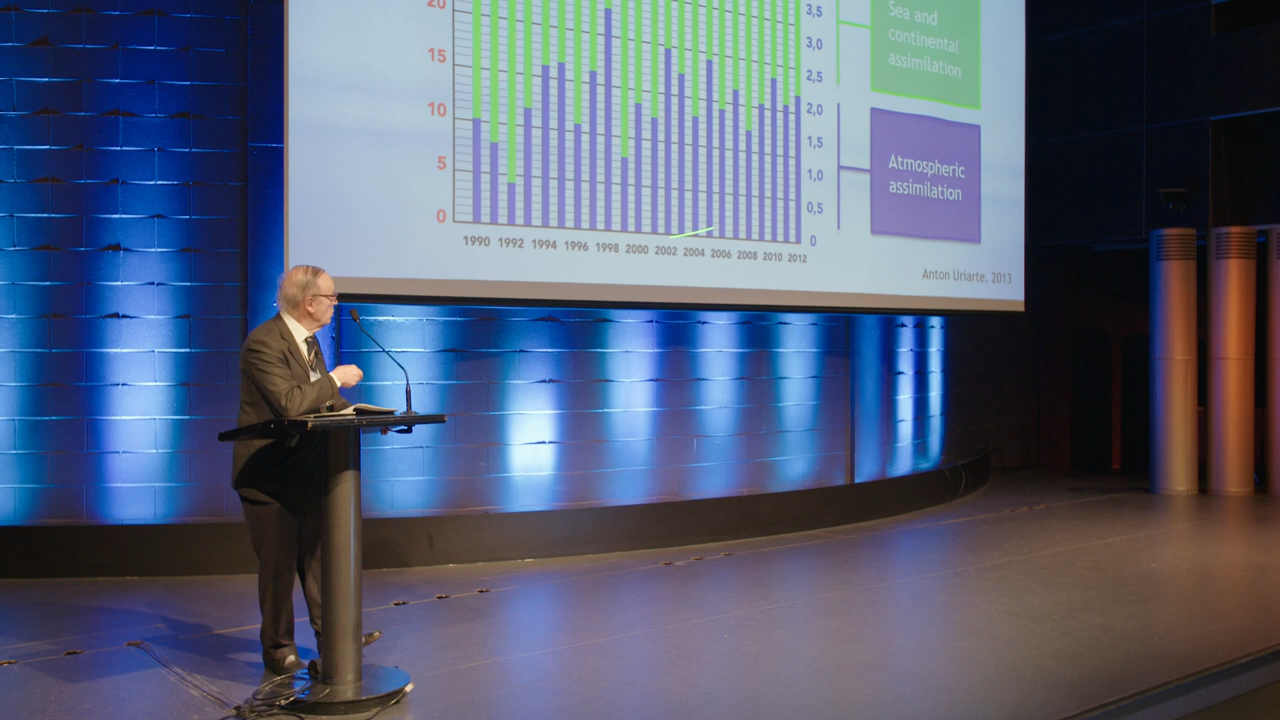 20
15
10
5
0
3,5
3,0
2,5
2,0
1,5
1,0
0,5
0
1990 1992 1994 1996 1998 2000 2002 2004 2006 2008 2010 2012
Sea and
continental
assimilation
Atmospheric
assimilation
Anton Uriarte. 2013